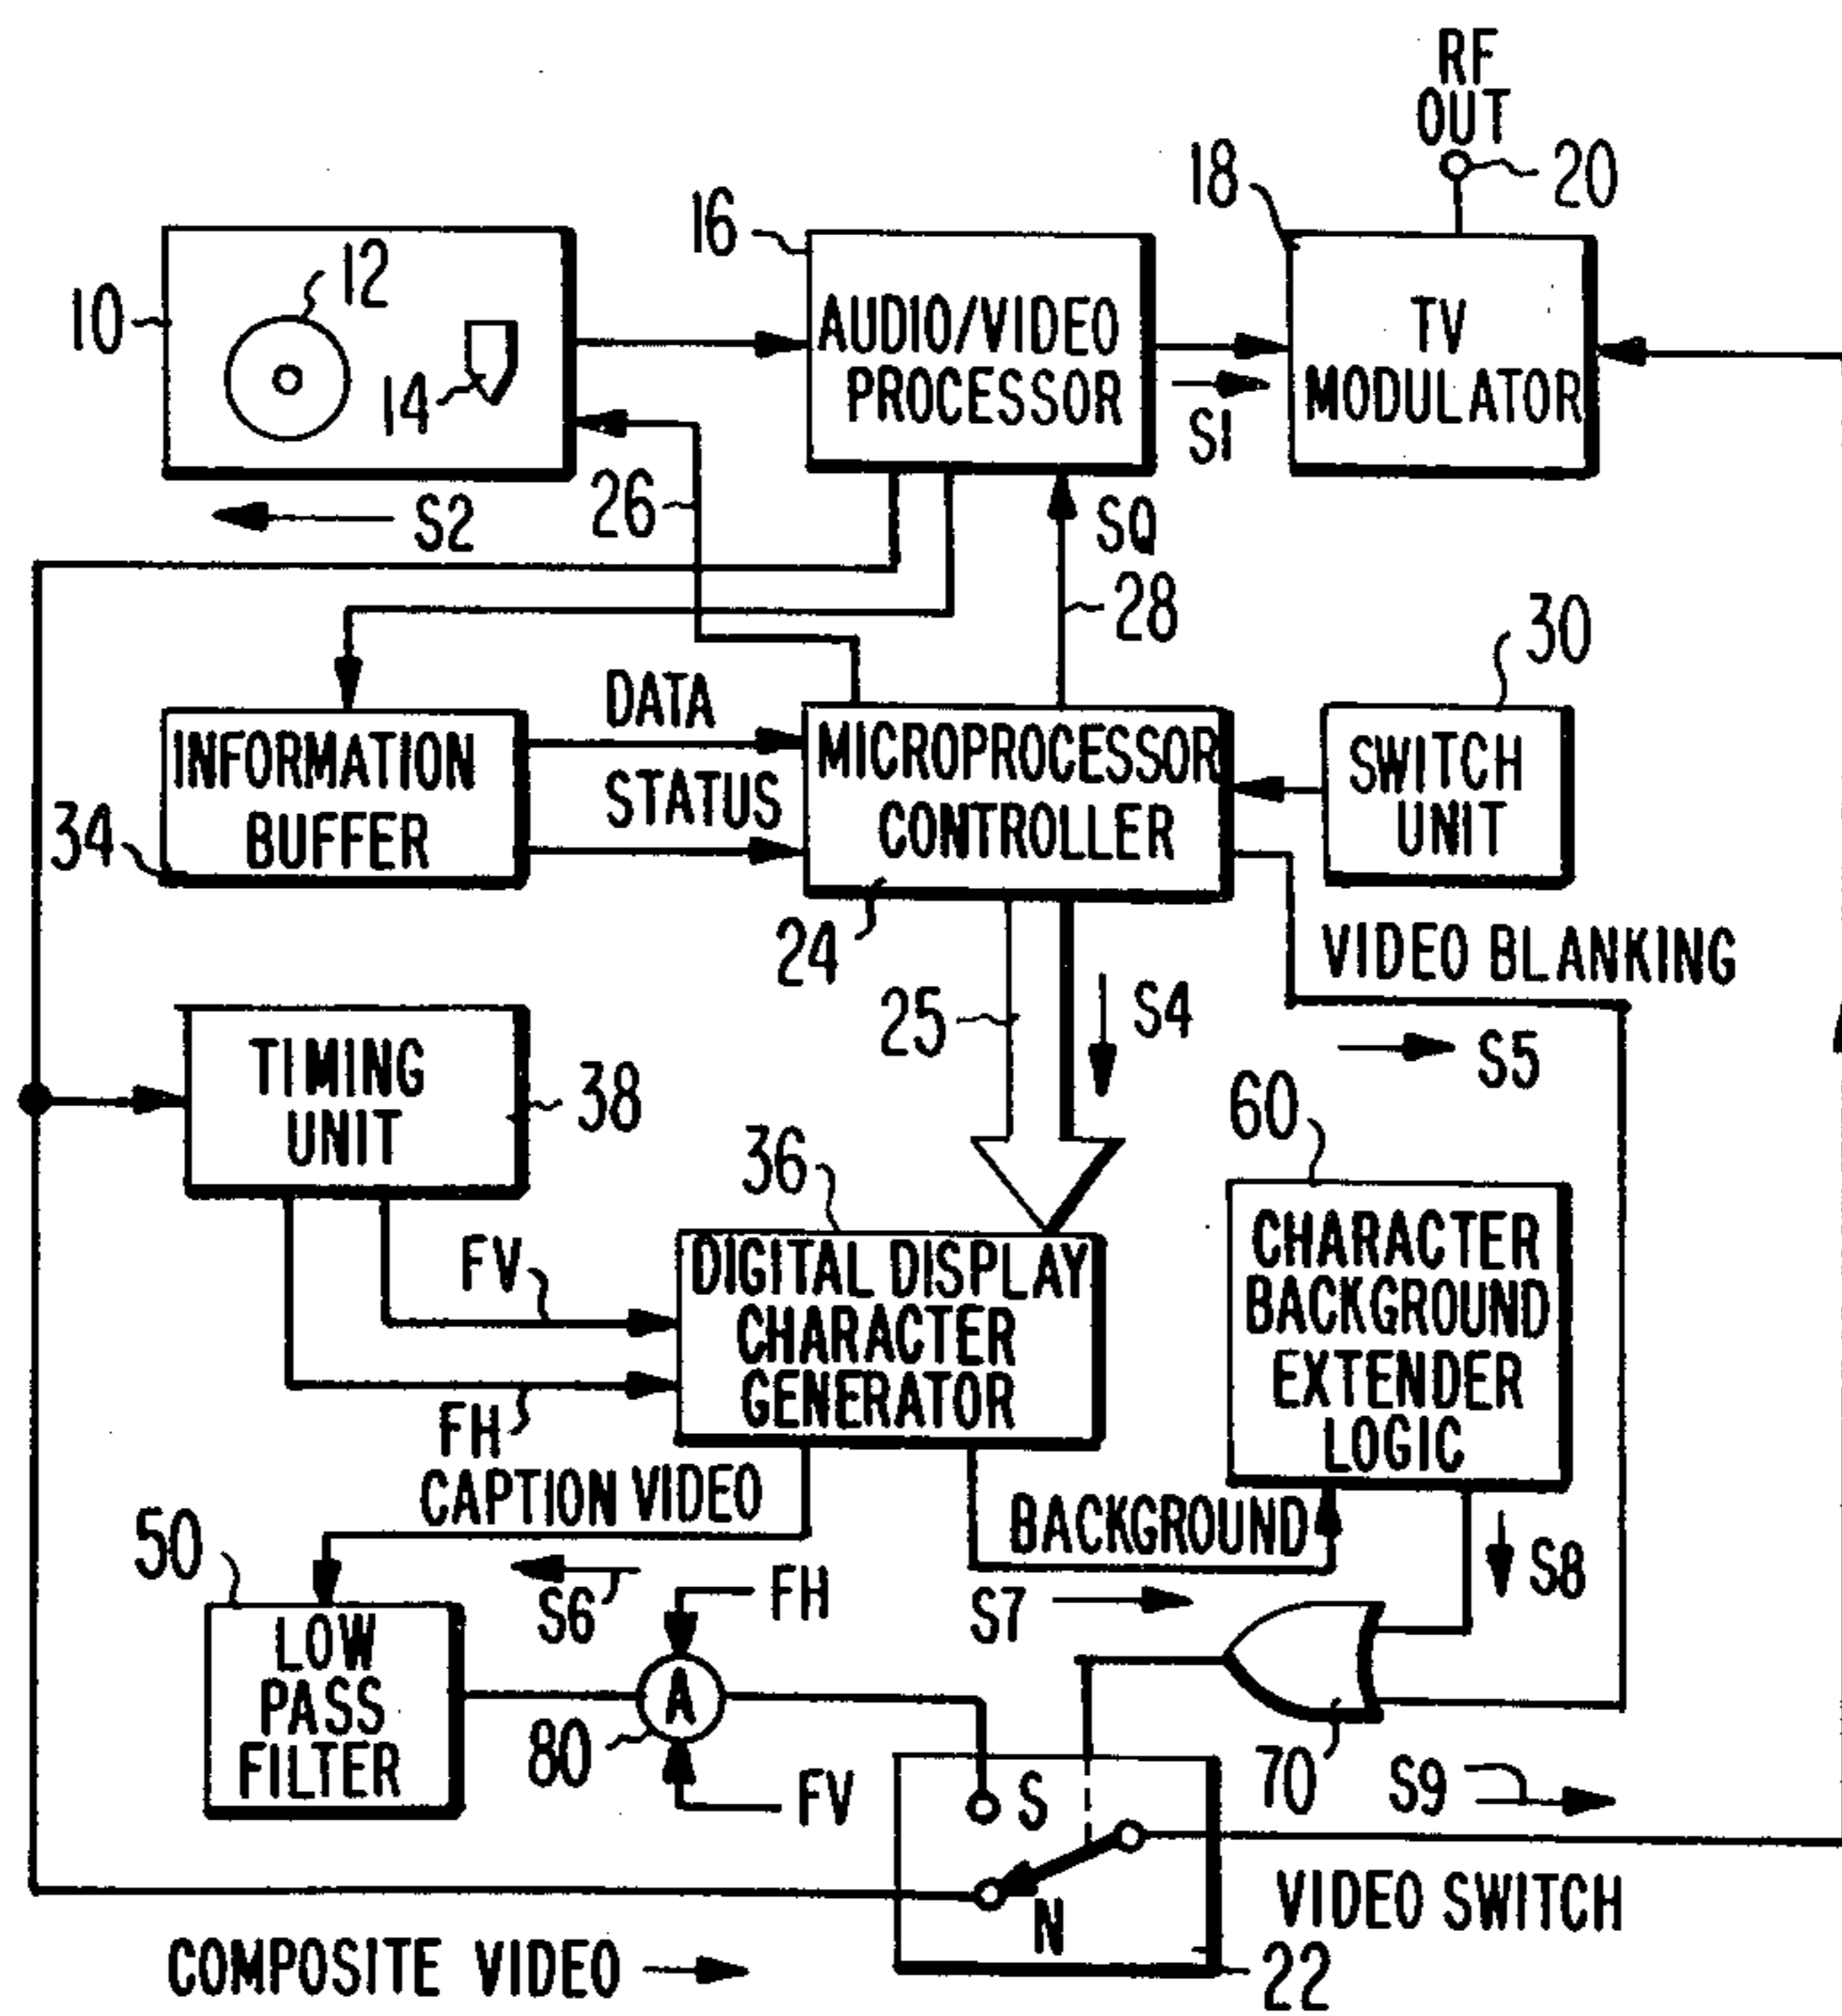 RF
OUT
20
18
16
12
10
14
AUDIO/VIDEO
PROCESSOR
TV
MODULATOR
S1
S2
26
SQ
28
30
DATA
INFORMATION
BUFFER
34
STATUS
MICROPROCESSOR
CONTROLLER
24
SWITCH
UNIT
VIDEO BLANKING
25
S4
S5
TIMING
UNIT
38
36
60
FV
DIGITAL DISPLAY
CHARACTER
GENERATOR
CHARACTER
BACKGROUND
EXTENDER
LOGIC
FH
CAPTION VIDEO
BACKGROUND
50
S6
FH
S7
S8
LOW
PASS
FILTER
A
80
FV
70
S9
S
N
VIDEO SWITCH
22
COMPOSITE VIDEO